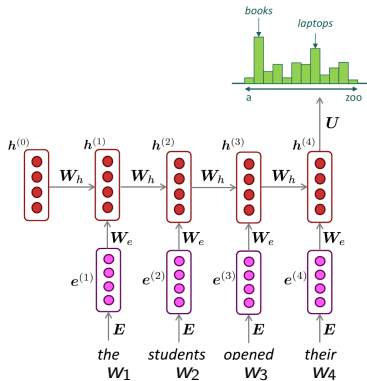 books
laptops
a zoo
U
h(0) h(1) h(2) h(3) h(4)
Wh Wh Wh Wh
We We We We
e(1) e(2) e(3) e(4)
E E E E
the students opened their
w1 w2 w3 w4